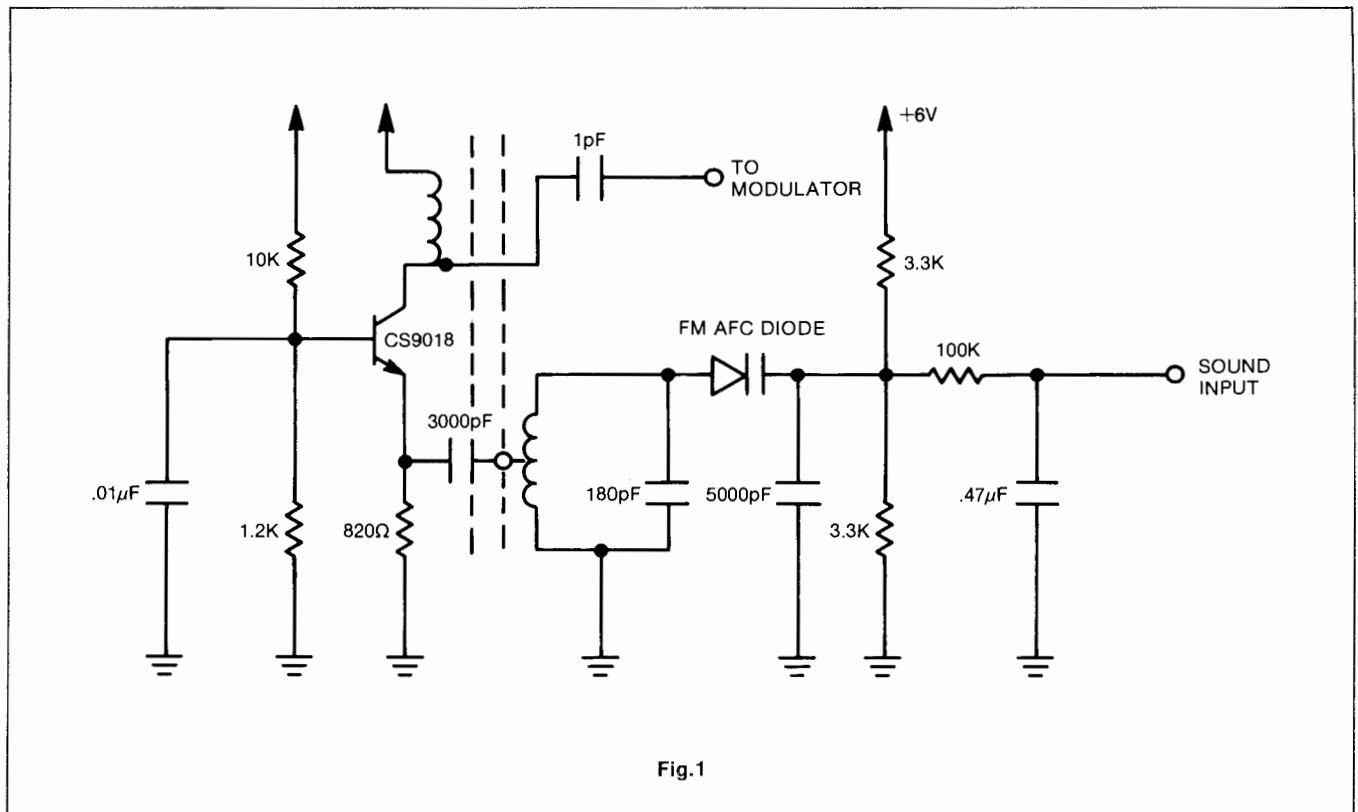 +6V
1pF
TO
MODULATOR
10K
3.3K
FM AFC DIODE
CS9018
100K
SOUND
INPUT
3000pF
.01µF
1.2K
820Ω
180pF
5000pF
3.3K
.47µF
Fig.1